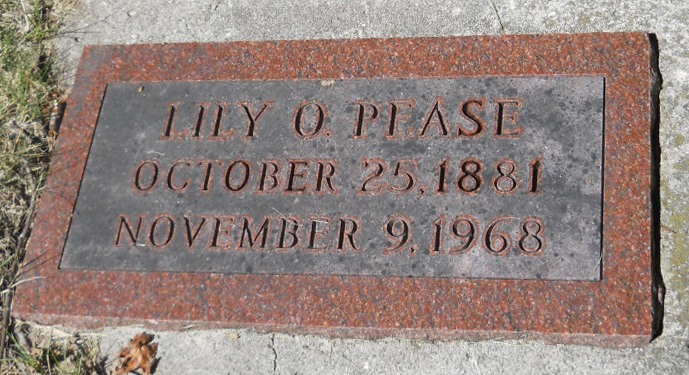 LILY O. PEASE
OCTOBER 25, 1881
NOVEMBER 9, 1968